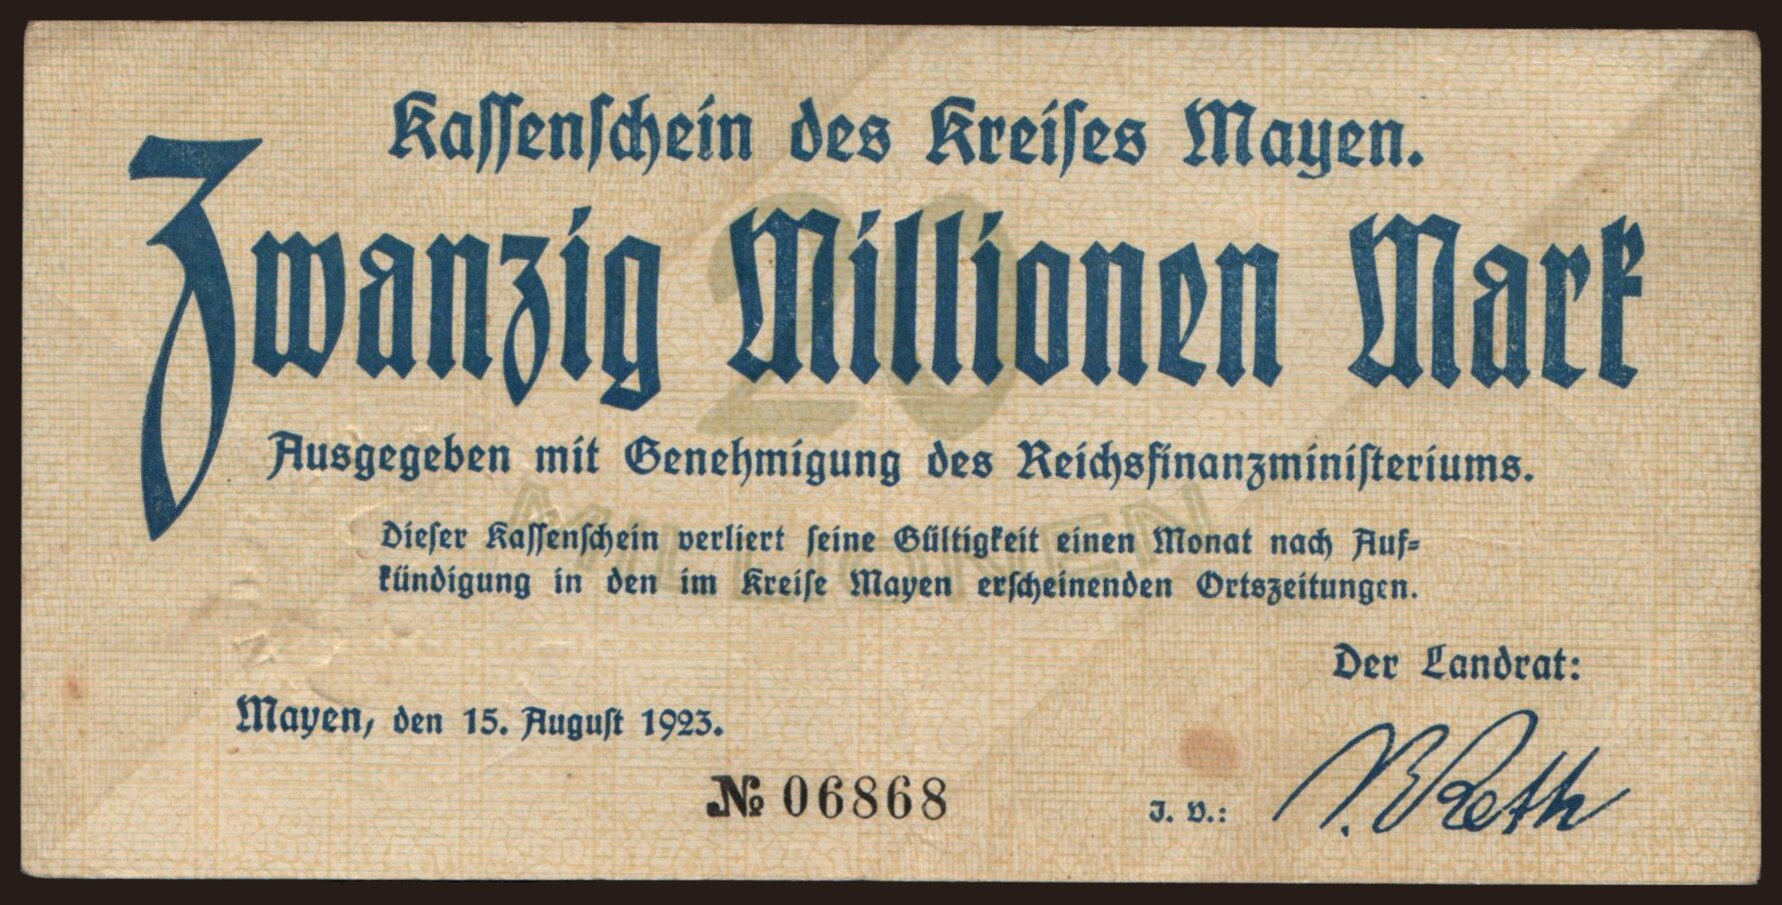 Kassenschein des Kreises Mayen.
20
Zwanzig Millionen Mark
Ausgegeben mit Genehmigung des Reichsfinanzministeriums.
MILLIONEN
Dieser Kassenschein verliert seine Gültigkeit einen Monat nach Auf=
kündigung in den im Kreise Mayen erscheinenden Ortszeitungen.
Der Landrat:
Mayen, den 15. August 1923.
№ 06868
J. V.: